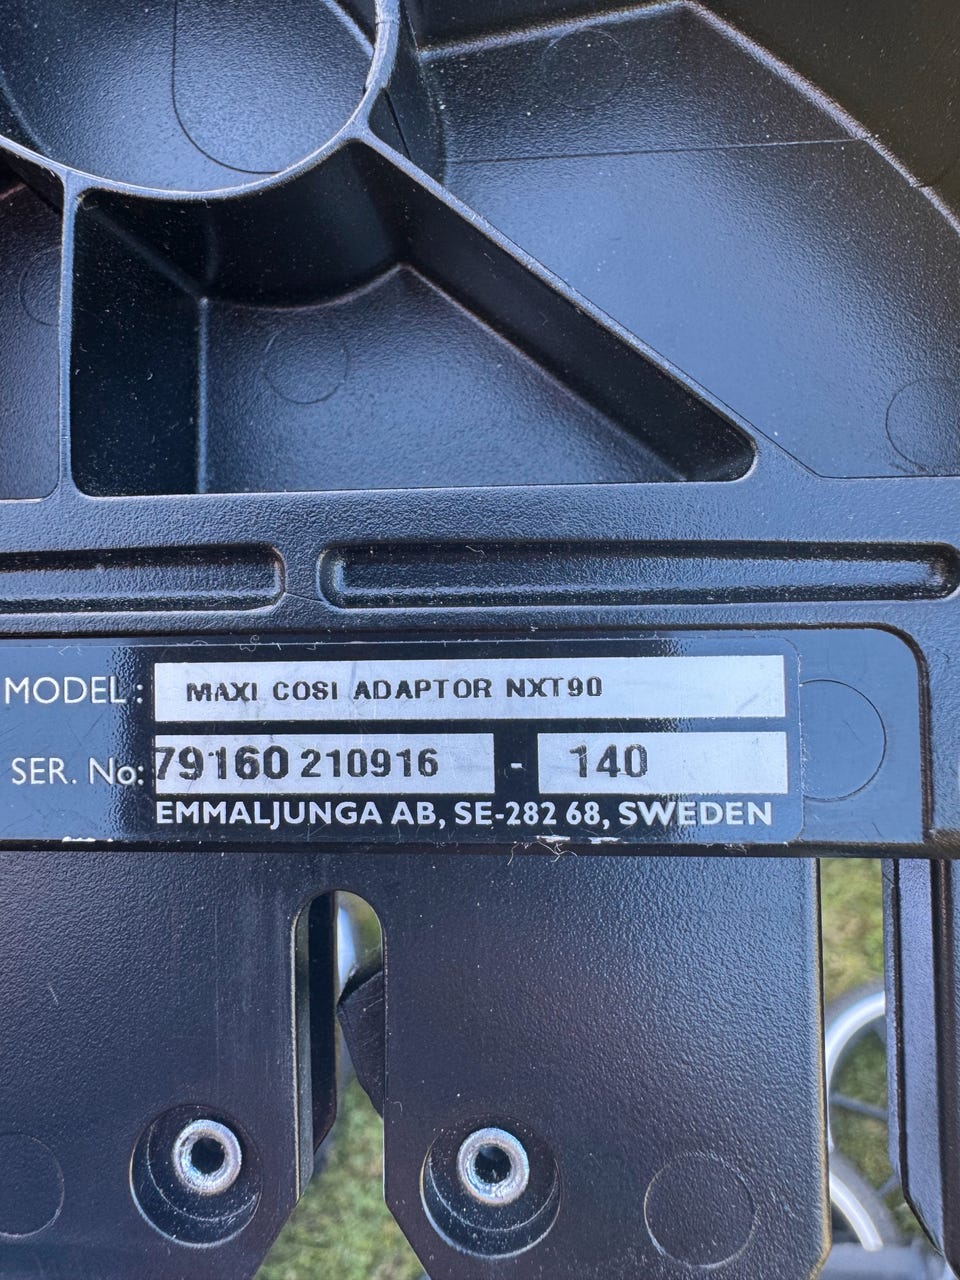 MODEL: MAXI COSI ADAPTOR NXT90
SER. No: 79160 210916 - 140
EMMALJUNGA AB, SE-282 68, SWEDEN